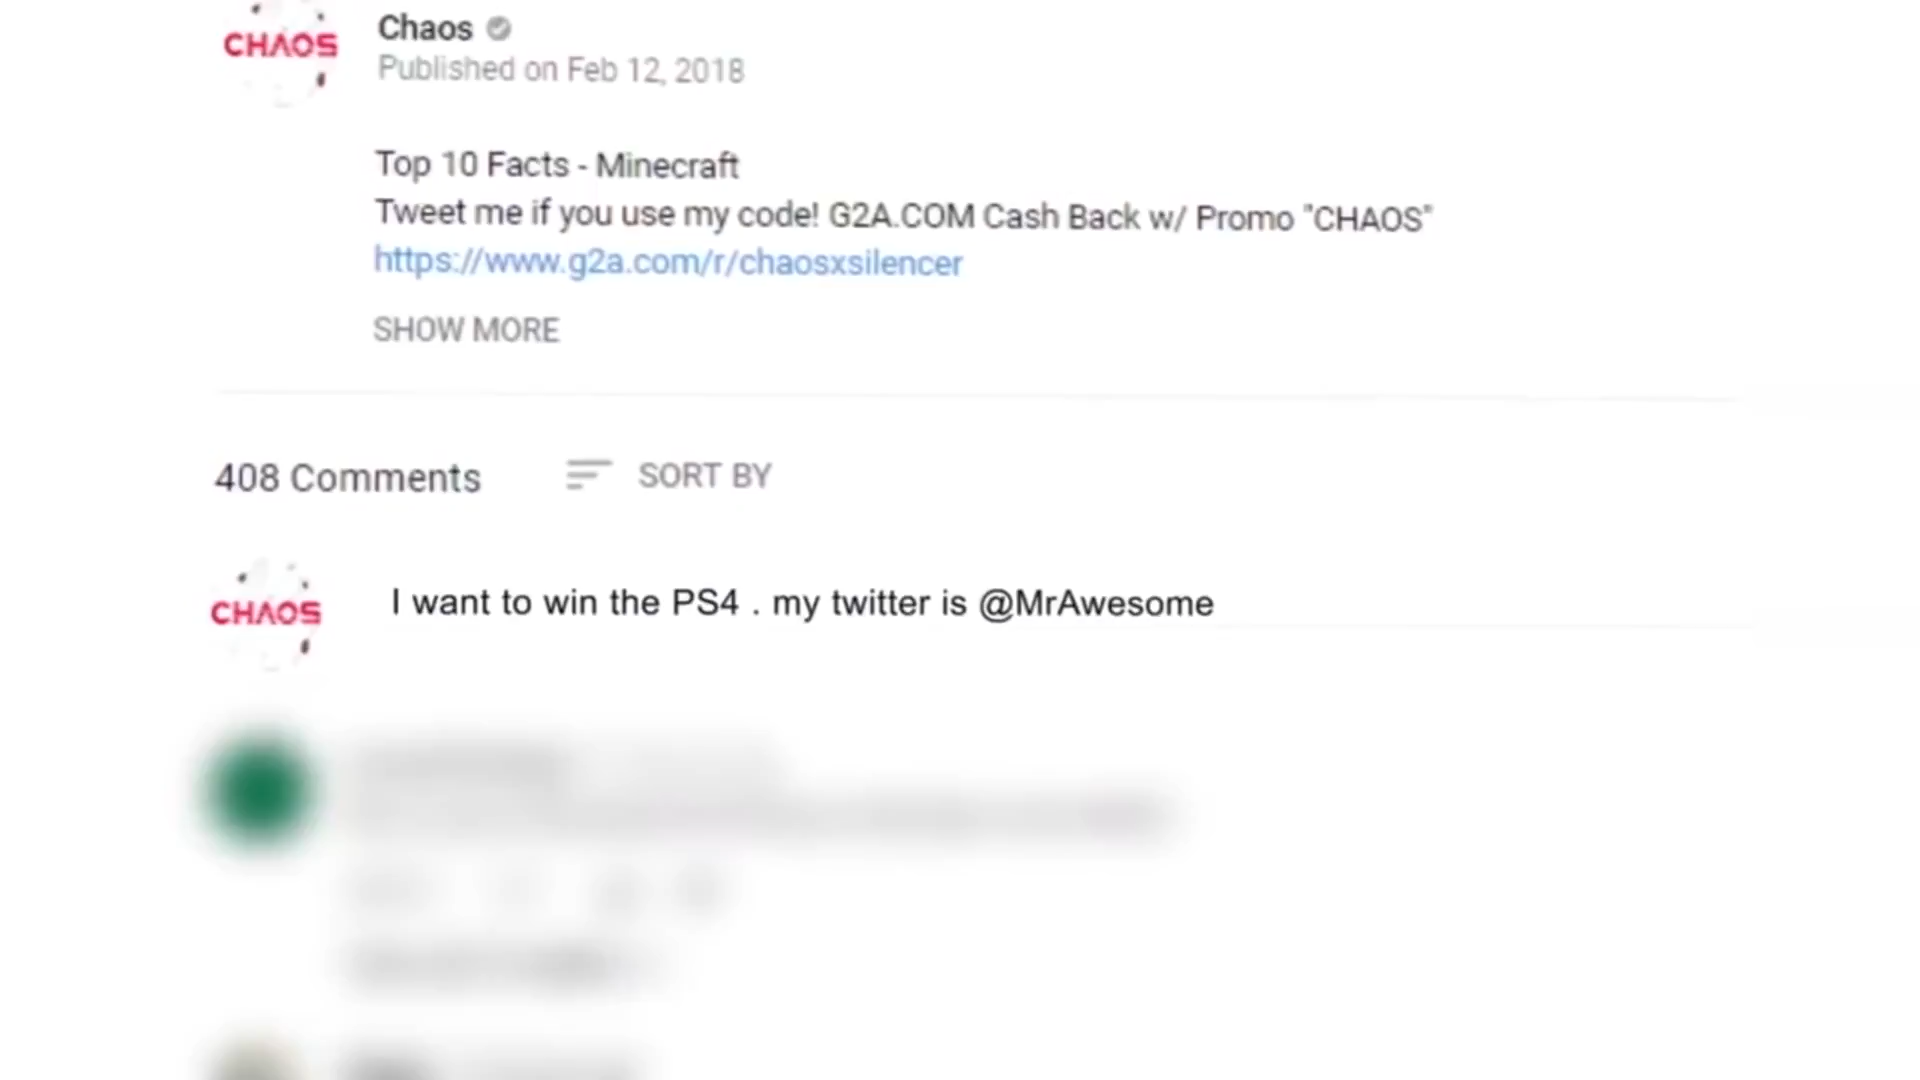 CHAOS
Chaos
Published on Feb 12, 2018
Top 10 Facts - Minecraft
Tweet me if you use my code! G2A.COM Cash Back w/ Promo "CHAOS"
https://www.g2a.com/r/chaosxsilencer
SHOW MORE
408 Comments SORT BY
CHAOS
I want to win the PS4 . my twitter is @MrAwesome